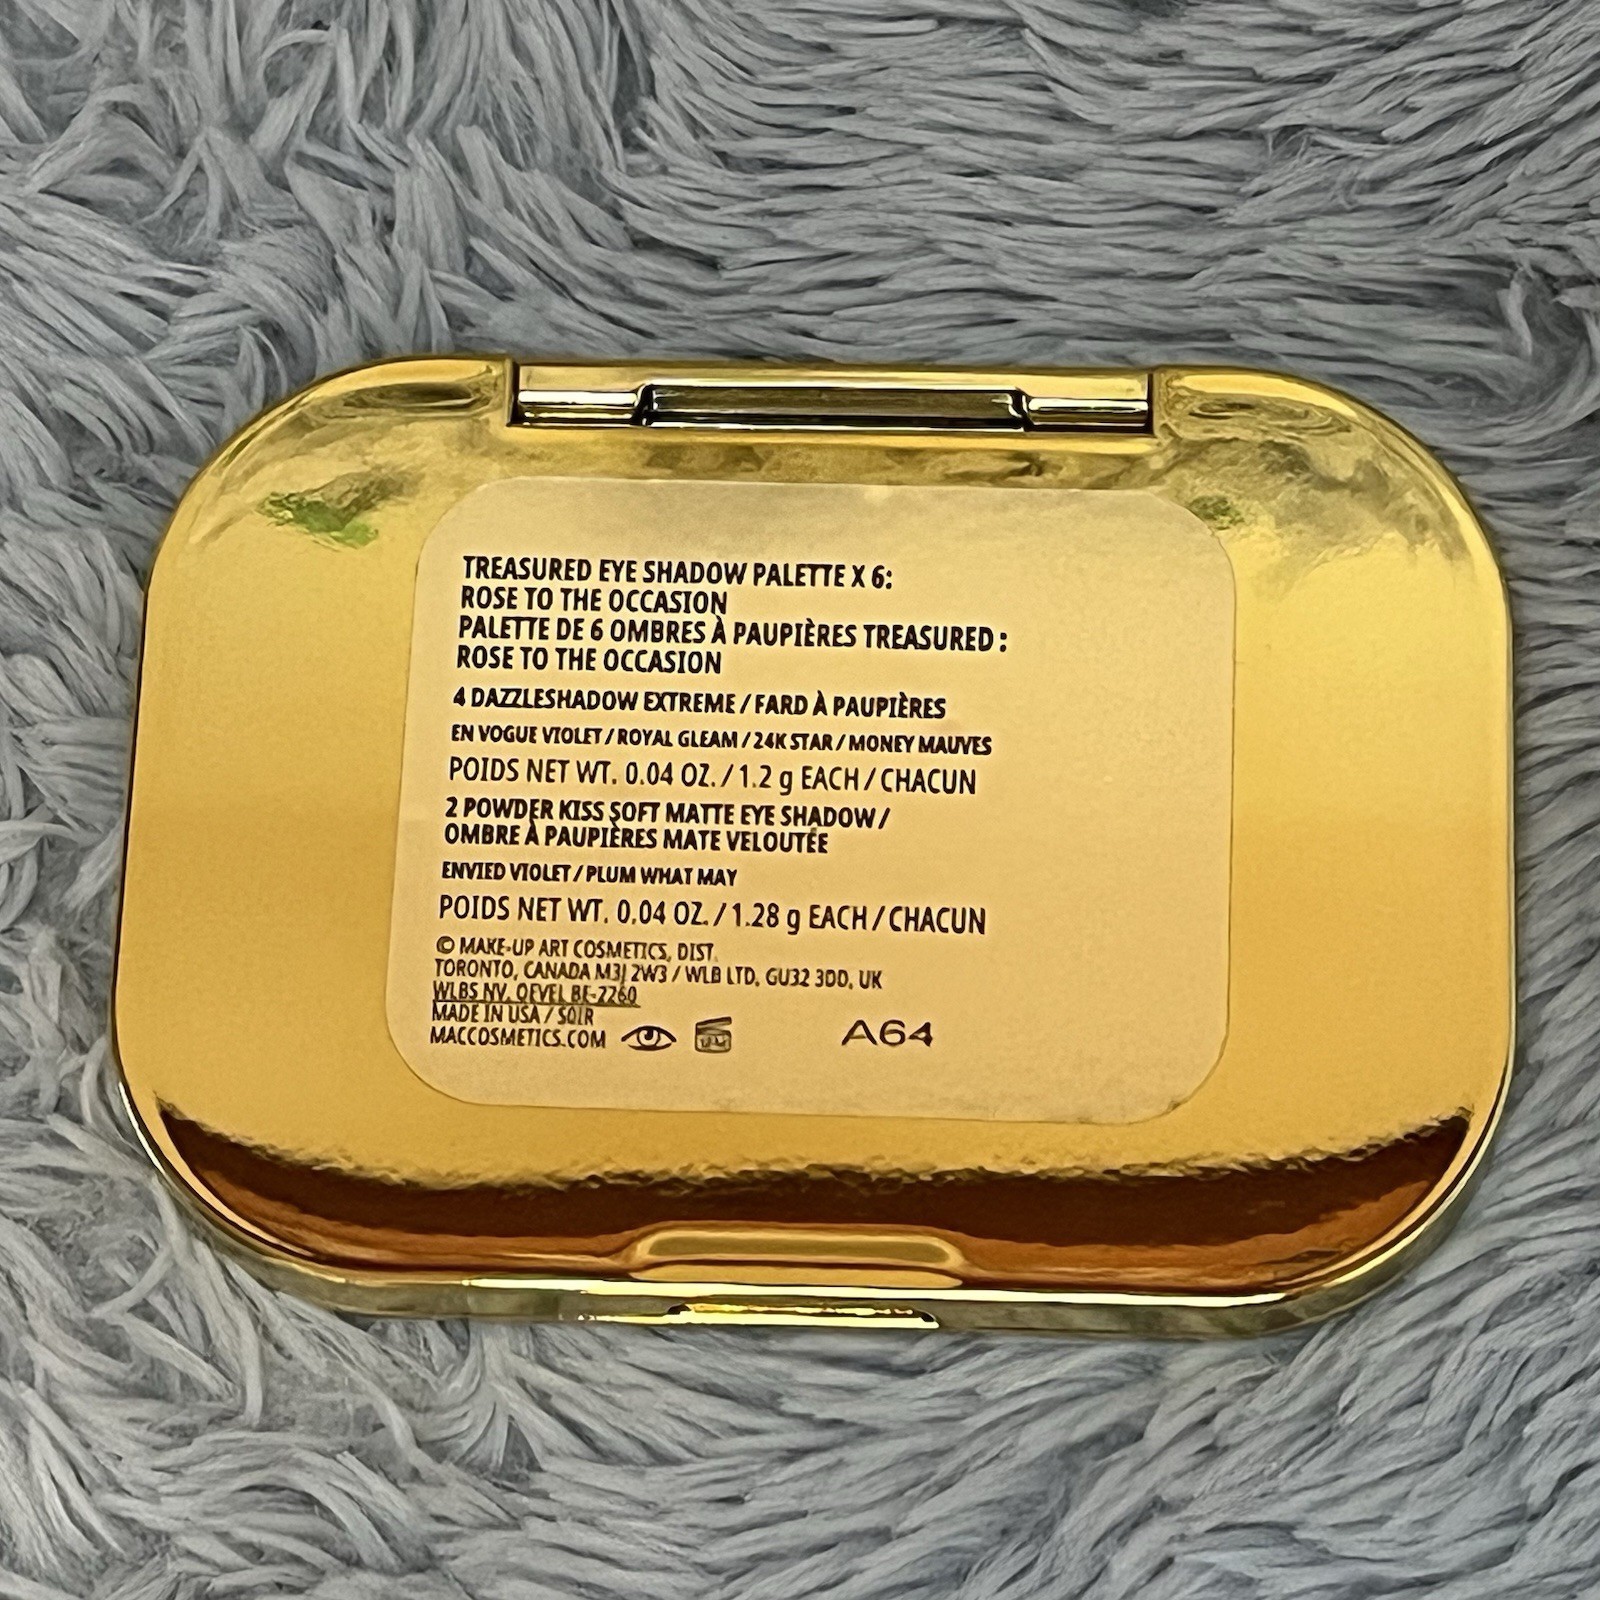 TREASURED EYE SHADOW PALETTE X 6:
ROSE TO THE OCCASION
PALETTE DE 6 OMBRES À PAUPIÈRES TREASURED :
ROSE TO THE OCCASION
4 DAZZLESHADOW EXTREME / FARD À PAUPIÈRES
EN VOGUE VIOLET / ROYAL GLEAM / 24K STAR / MONEY MAUVES
POIDS NET WT. 0.04 OZ. / 1.2 g EACH / CHACUN
2 POWDER KISS SOFT MATTE EYE SHADOW /
OMBRE À PAUPIÈRES MATE VELOUTÉE
ENVIED VIOLET / PLUM WHAT MAY
POIDS NET WT. 0.04 OZ. / 1.28 g EACH / CHACUN
© MAKE-UP ART COSMETICS, DIST.
TORONTO, CANADA M3J 2W3 / WLB LTD, GU32 3DD, UK
WLBS NV, OEVEL BE-2260
MADE IN USA /
MACCOSMETICS.COM A64